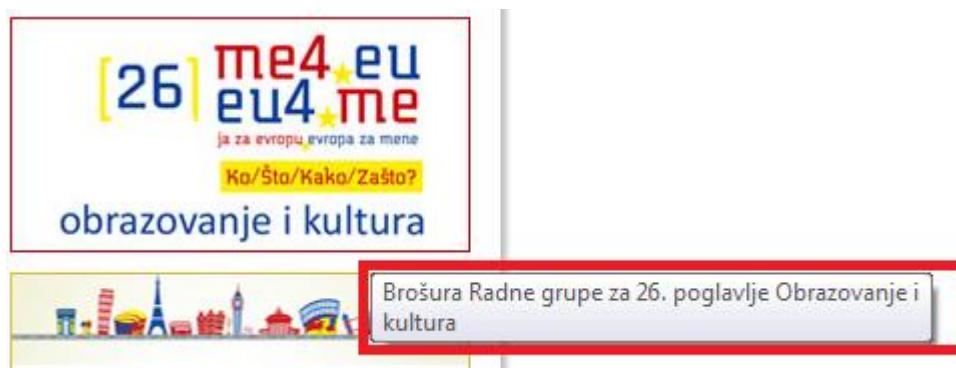 [26] me4.eu
eu4.me
ja za evropu evropa za mene
Ko/Što/Kako/Zašto?
obrazovanje i kultura
Brošura Radne grupe za 26. poglavlje Obrazovanje i
kultura